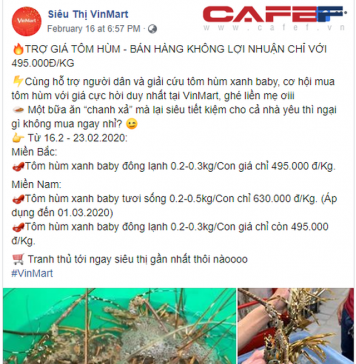 VinMart
Siêu Thị VinMart
February 16 at 6:57 PM ·
CAFEF
www.cafef.vn
🔥TRỢ GIÁ TÔM HÙM - BÁN HÀNG KHÔNG LỢI NHUẬN CHỈ VỚI
495.000Đ/KG
👇Cùng hỗ trợ người dân và giải cứu tôm hùm xanh baby, cơ hội mua
tôm hùm với giá cực hời duy nhất tại VinMart, ghé liền mẹ oiii
🦐 Một bữa ăn “chanh xả” mà lại siêu tiết kiệm cho cả nhà yêu thì ngại
gì không mua ngay nhỉ? 😉
👉 Từ 16.2 - 23.02.2020:
Miền Bắc:
🦞Tôm hùm xanh baby đông lạnh 0.2-0.3kg/Con giá chỉ 495.000 đ/Kg.
Miền Nam:
🦞Tôm hùm xanh baby tươi sống 0.2-0.5kg/Con chỉ 630.000 đ/Kg. (Áp
dụng đến 01.03.2020)
🦞Tôm hùm xanh baby đông lạnh 0.2-0.3kg/Con giá chỉ còn 495.000
đ/Kg.
🛒 Tranh thủ tới ngay siêu thị gần nhất thôi nàoooo
#VinMart